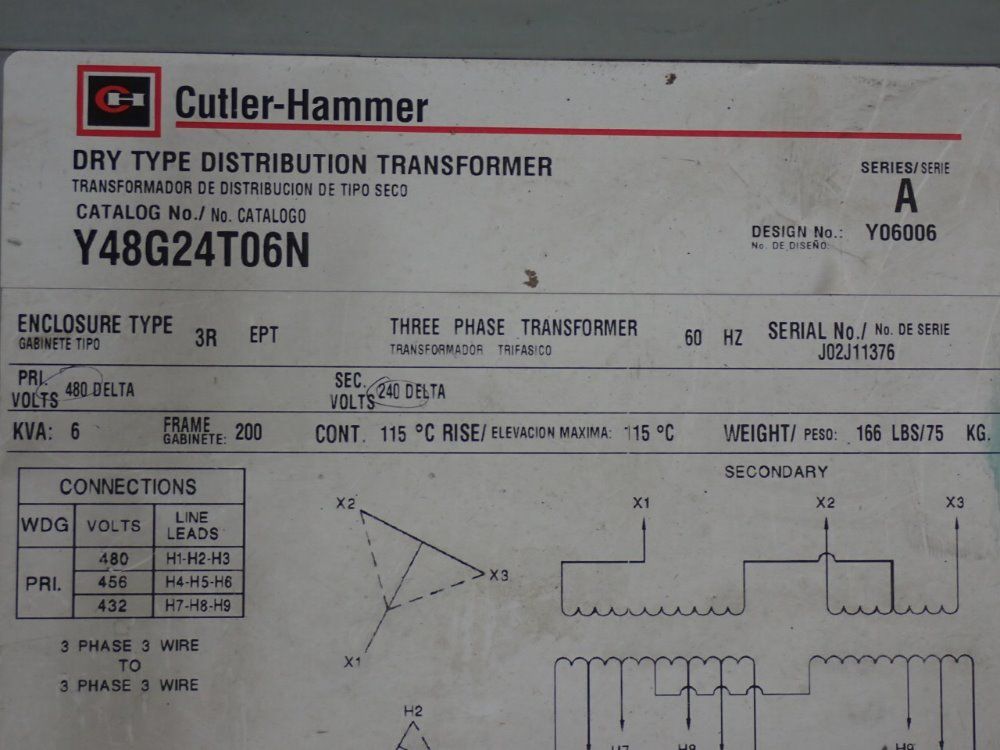 CH Cutler-Hammer
DRY TYPE DISTRIBUTION TRANSFORMER
TRANSFORMADOR DE DISTRIBUCION DE TIPO SECO
CATALOG No./ No. CATALOGO
Y48G24T06N
SERIES/SERIE
A
DESIGN No.: Y06006
No. DE DISEÑO:
ENCLOSURE TYPE 3R EPT THREE PHASE TRANSFORMER 60 HZ SERIAL No./ No. DE SERIE
GABINETE TIPO TRANSFORMADOR TRIFASICO J02J11376
PRI. VOLTS 480 DELTA SEC. VOLTS 240 DELTA
KVA: 6 FRAME GABINETE: 200 CONT. 115 °C RISE/ ELEVACION MAXIMA: 115 °C WEIGHT/ PESO: 166 LBS/75 KG.
CONNECTIONS
WDG VOLTS LINE LEADS
PRI. 480 H1-H2-H3
456 H4-H5-H6
432 H7-H8-H9
3 PHASE 3 WIRE
TO
3 PHASE 3 WIRE
X2
X3
X1
H2
SECONDARY
X1 X2 X3
H7 H8 H9